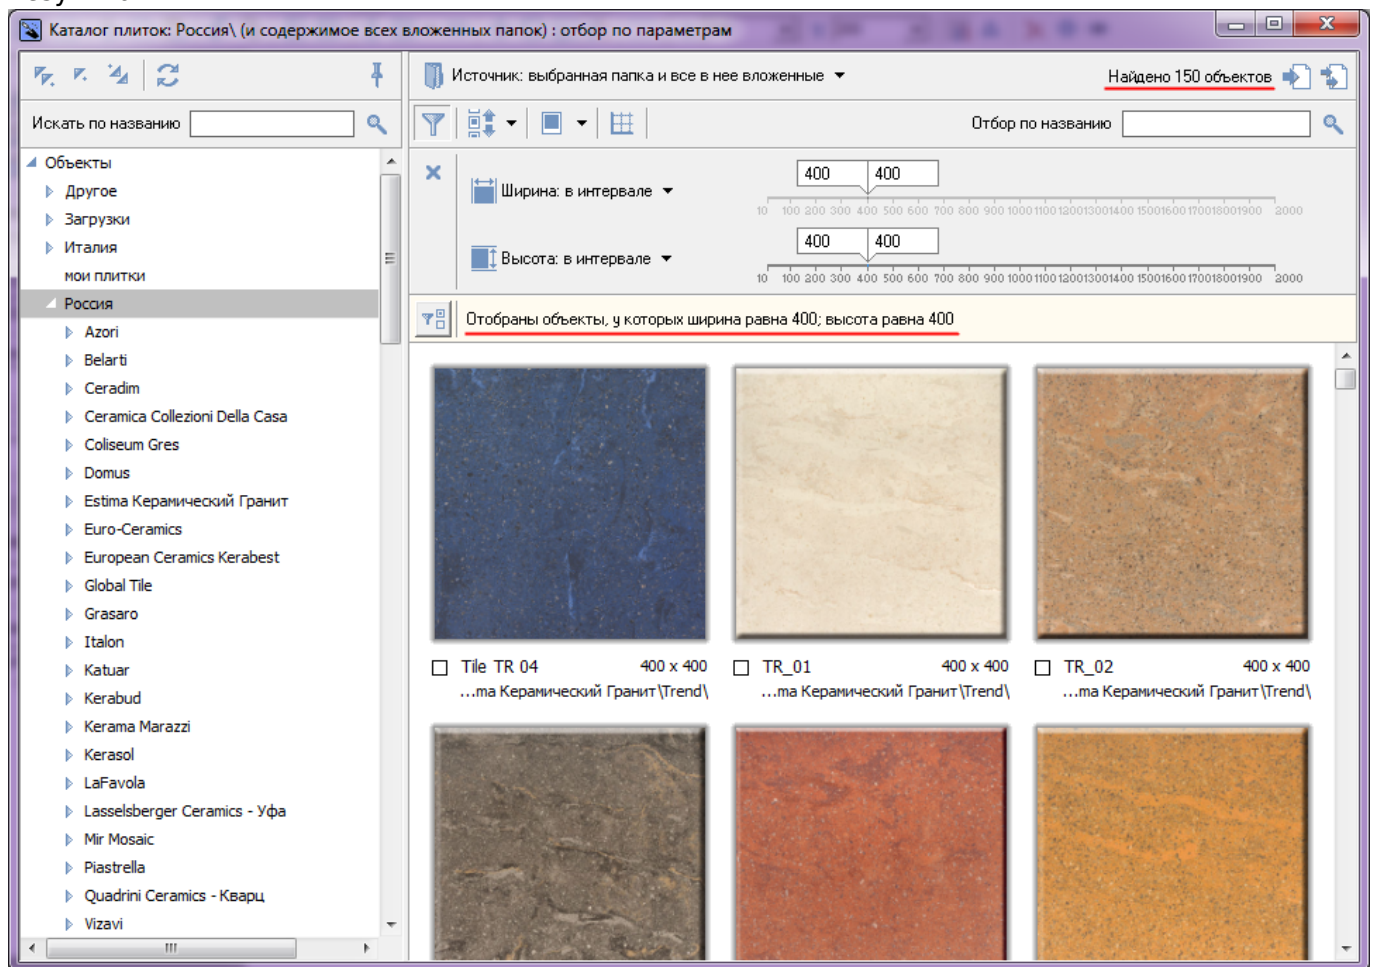 Каталог плиток: Россия\ (и содержимое всех вложенных папок) : отбор по параметрам
Источник: выбранная папка и все в нее вложенные
Найдено 150 объектов
Искать по названию
Отбор по названию
Объекты
Другое
Загрузки
Италия
мои плитки
Россия
Azori
Belarti
Ceradim
Ceramica Collezioni Della Casa
Coliseum Gres
Domus
Estima Керамический Гранит
Euro-Ceramics
European Ceramics Kerabest
Global Tile
Grasaro
Italon
Katuar
Kerabud
Kerama Marazzi
Kerasol
LaFavola
Lasselsberger Ceramics - Уфа
Mir Mosaic
Piastrella
Quadrini Ceramics - Кварц
Vizavi
Ширина: в интервале
400 400
10 100 200 300 400 500 600 700 800 900 1000 1100 1200 1300 1400 1500 1600 1700 1800 1900 2000
Высота: в интервале
400 400
10 100 200 300 400 500 600 700 800 900 1000 1100 1200 1300 1400 1500 1600 1700 1800 1900 2000
Отобраны объекты, у которых ширина равна 400; высота равна 400
Tile TR 04 400 x 400
...ma Керамический Гранит\Trend\
TR_01 400 x 400
...ma Керамический Гранит\Trend\
TR_02 400 x 400
...ma Керамический Гранит\Trend\